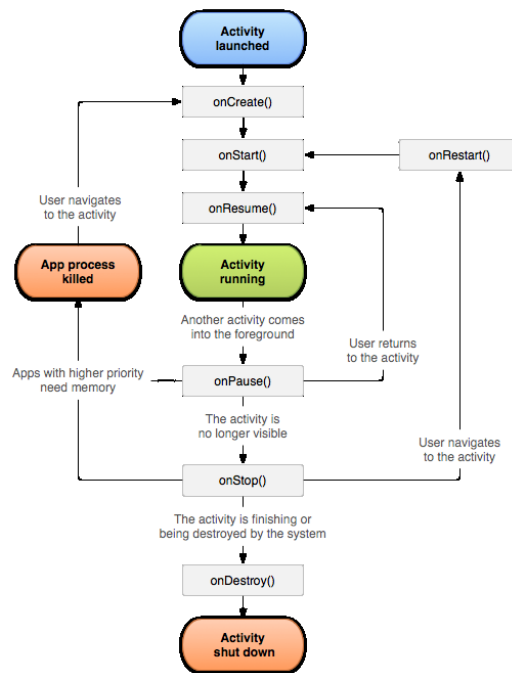 Activity
launched
onCreate()
onStart()
onRestart()
User navigates
to the activity
onResume()
App process
killed
Activity
running
Another activity comes
into the foreground
User returns
to the activity
Apps with higher priority
need memory
onPause()
The activity is
no longer visible
User navigates
to the activity
onStop()
The activity is finishing or
being destroyed by the system
onDestroy()
Activity
shut down